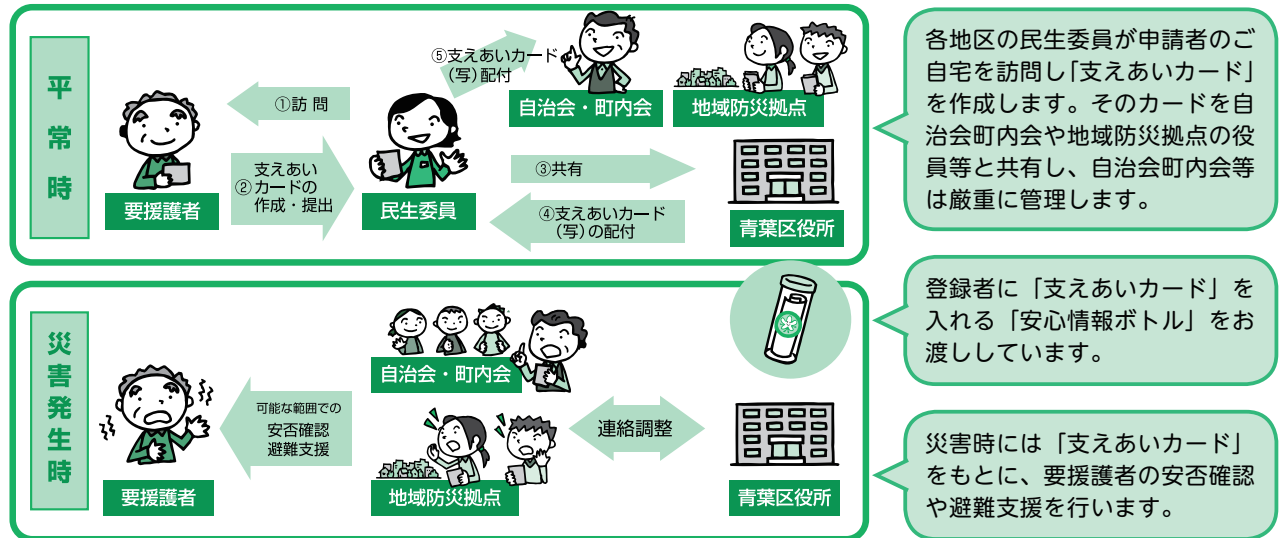 平常時
①訪 問
支えあい
②カードの
作成・提出
要援護者
民生委員
⑤支えあいカード
(写)配付
自治会・町内会
地域防災拠点
③共有
④支えあいカード
(写)の配付
青葉区役所
各地区の民生委員が申請者のご
自宅を訪問し「支えあいカード」
を作成します。そのカードを自
治会町内会や地域防災拠点の役
員等と共有し、自治会町内会等
は厳重に管理します。
登録者に「支えあいカード」を
入れる「安心情報ボトル」をお
渡ししています。
災害発生時
要援護者
可能な範囲での
安否確認
避難支援
自治会・町内会
地域防災拠点
連絡調整
青葉区役所
災害時には「支えあいカード」
をもとに、要援護者の安否確認
や避難支援を行います。